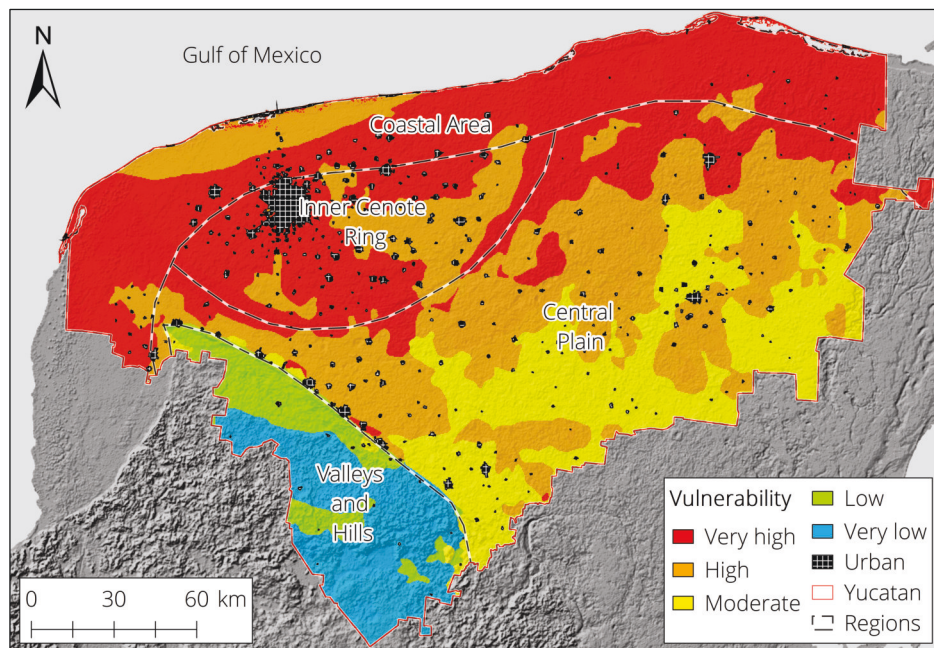 N
Gulf of Mexico
Coastal Area
Inner Cenote
Ring
Central
Plain
Valleys
and
Hills
Vulnerability
Very high
High
Moderate
Low
Very low
Urban
Yucatan
Regions
0 30 60 km